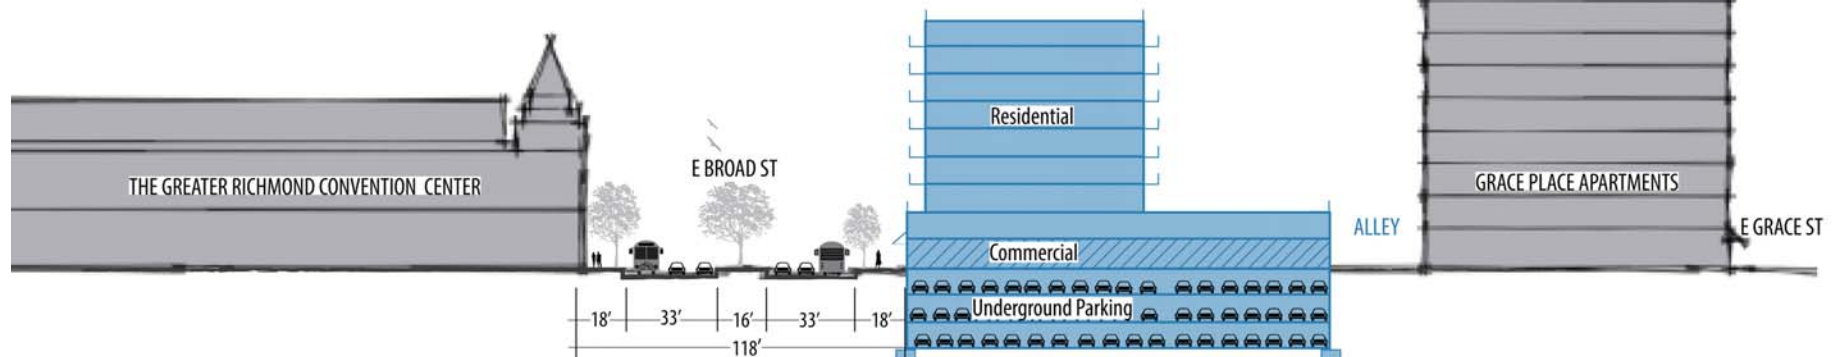 E BROAD ST
Residential
THE GREATER RICHMOND CONVENTION CENTER
GRACE PLACE APARTMENTS
ALLEY
E GRACE ST
Commercial
Underground Parking
18' 33' 16' 33' 18'
118'